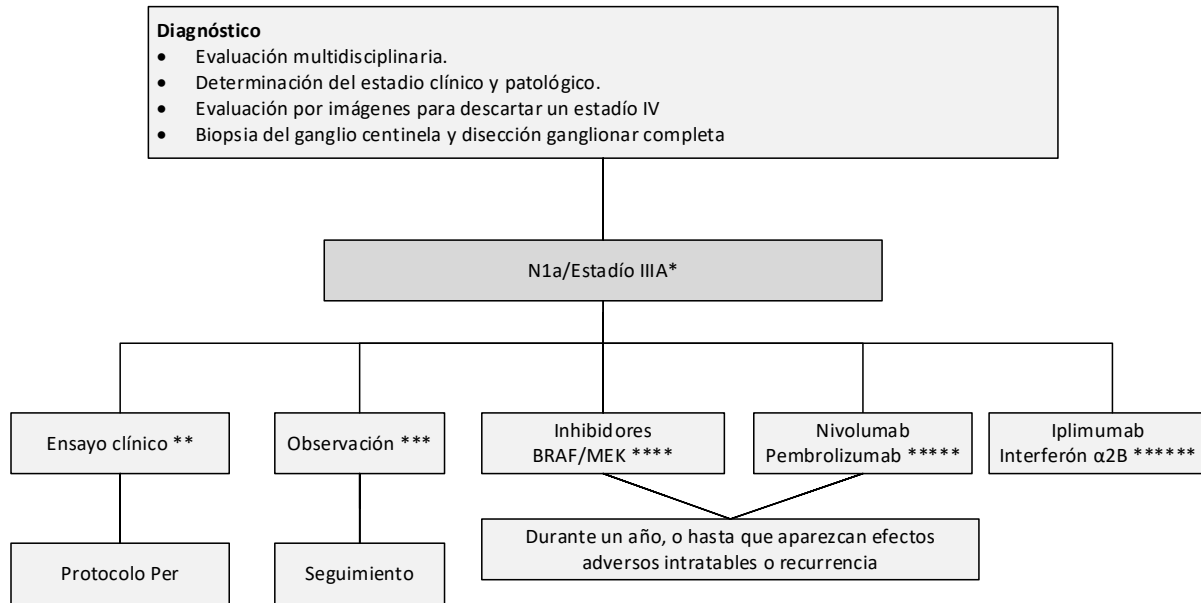 Diagnóstico
• Evaluación multidisciplinaria.
• Determinación del estadio clínico y patológico.
• Evaluación por imágenes para descartar un estadío IV
• Biopsia del ganglio centinela y disección ganglionar completa
N1a/Estadío IIIA*
Ensayo clínico **
Observación ***
Inhibidores
BRAF/MEK ****
Nivolumab
Pembrolizumab *****
Iplimumab
Interferón α2B ******
Protocolo Per
Seguimiento
Durante un año, o hasta que aparezcan efectos
adversos intratables o recurrencia